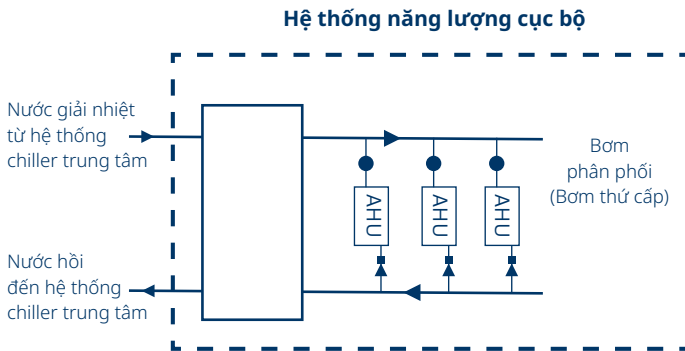 Hệ thống năng lượng cục bộ
Nước giải nhiệt
từ hệ thống
chiller trung tâm
Bơm
phân phối
(Bơm thứ cấp)
AHU
AHU
AHU
Nước hồi
đến hệ thống
chiller trung tâm